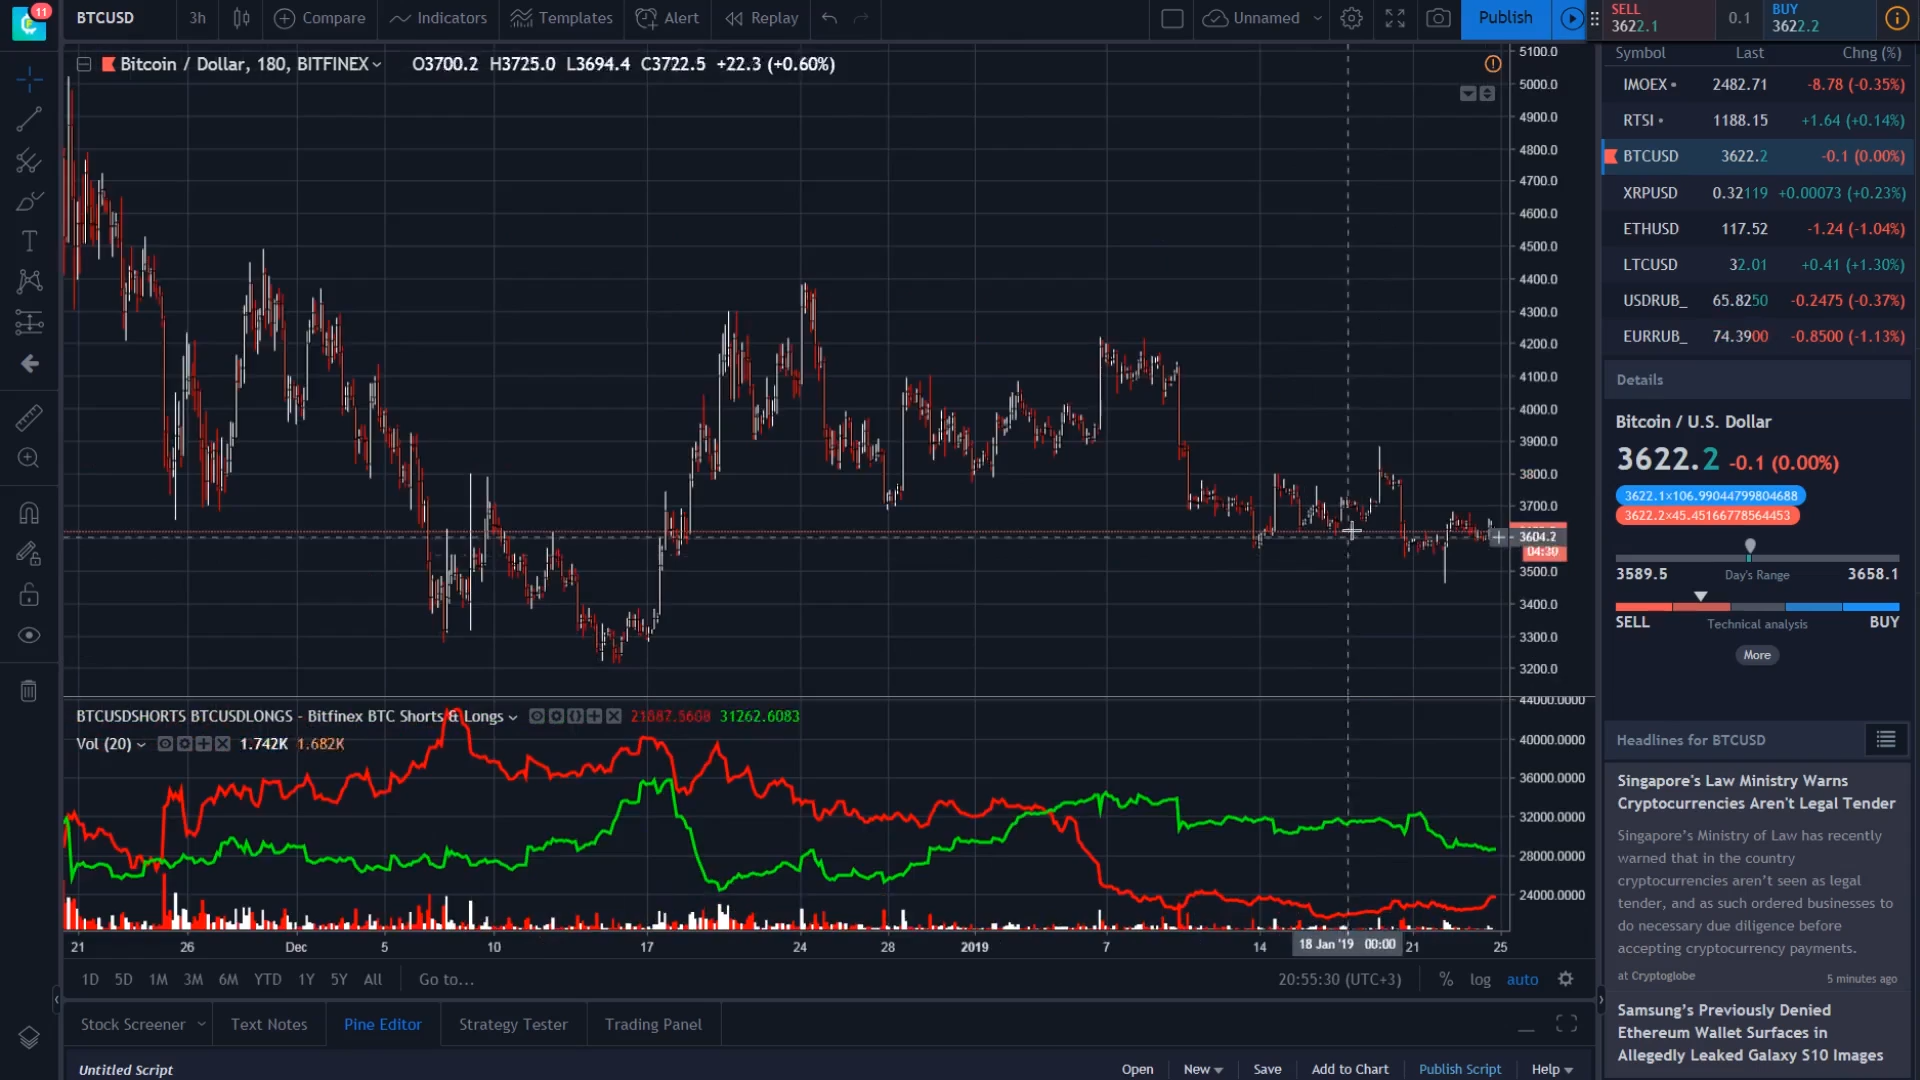 11
BTCUSD
3h
Compare
Indicators
Templates
Alert
Replay
Unnamed
Publish
SELL
3622.1
0.1
BUY
3622.2
Bitcoin / Dollar, 180, BITFINEX
O3700.2 H3725.0 L3694.4 C3722.5 +22.3 (+0.60%)
5100.0
5000.0
4900.0
4800.0
4700.0
4600.0
4500.0
4400.0
4300.0
4200.0
4100.0
4000.0
3900.0
3800.0
3700.0
3604.2
04:30
3500.0
3400.0
3300.0
3200.0
BTCUSDSHORTS BTCUSDLONGS - Bitfinex BTC Shorts & Longs
31262.6083
Vol (20)
1.742K 1.682K
44000.0000
40000.0000
36000.0000
32000.0000
28000.0000
24000.0000
21 26 Dec 5 10 17 24 28 2019 7 14 18 Jan '19 00:00 21 25
1D 5D 1M 3M 6M YTD 1Y 5Y All Go to...
20:55:30 (UTC+3) % log auto
Stock Screener
Text Notes
Pine Editor
Strategy Tester
Trading Panel
Untitled Script
Open New Save Add to Chart Publish Script Help
Symbol Last Chng (%)
IMOEX 2482.71 -8.78 (-0.35%)
RTSI 1188.15 +1.64 (+0.14%)
BTCUSD 3622.2 -0.1 (0.00%)
XRPUSD 0.32119 +0.00073 (+0.23%)
ETHUSD 117.52 -1.24 (-1.04%)
LTCUSD 32.01 +0.41 (+1.30%)
USDRUB_ 65.8250 -0.2475 (-0.37%)
EURRUB_ 74.3900 -0.8500 (-1.13%)
Details
Bitcoin / U.S. Dollar
3622.2 -0.1 (0.00%)
3622.1×106.99044799804688
3622.2×45.45166778564453
3589.5 Day's Range 3658.1
SELL Technical analysis BUY
More
Headlines for BTCUSD
Singapore's Law Ministry Warns
Cryptocurrencies Aren't Legal Tender
Singapore's Ministry of Law has recently
warned that in the country
cryptocurrencies aren't seen as legal
tender, and as such ordered businesses to
do necessary due diligence before
accepting cryptocurrency payments.
at Cryptoglobe 5 minutes ago
Samsung's Previously Denied
Ethereum Wallet Surfaces in
Allegedly Leaked Galaxy S10 Images